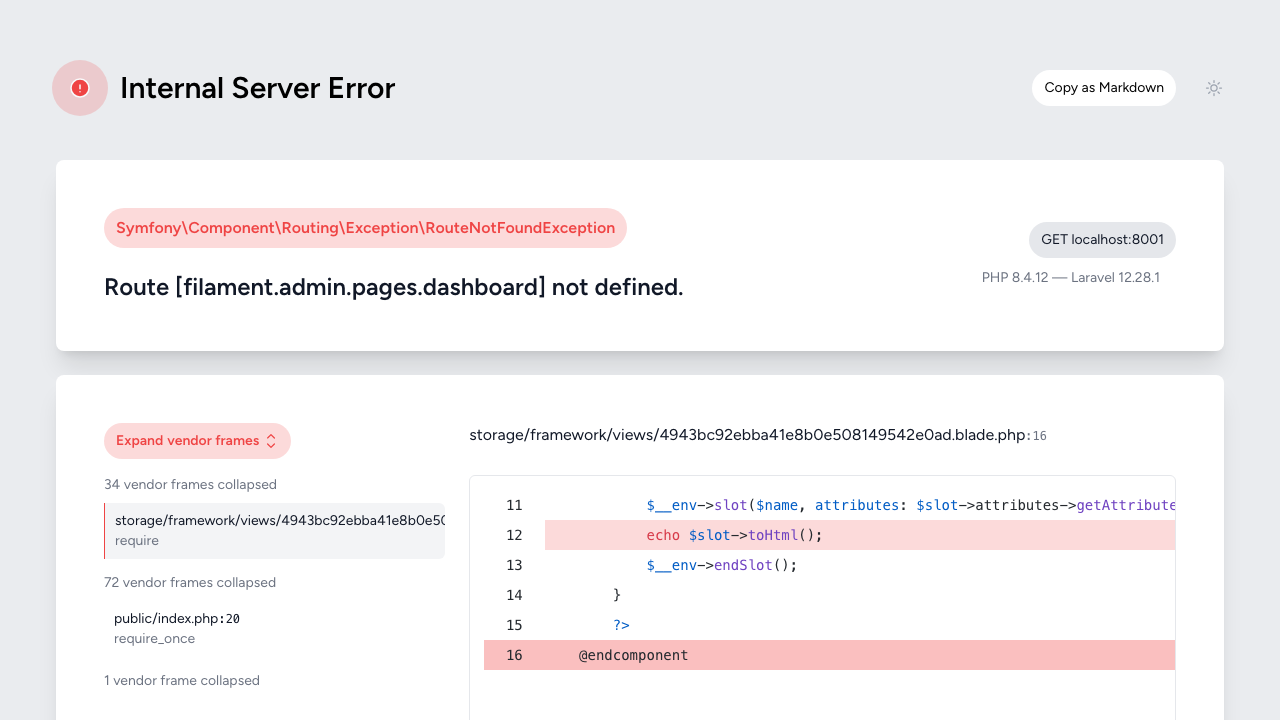 Internal Server Error
Copy as Markdown
Symfony\Component\Routing\Exception\RouteNotFoundException
GET localhost:8001
Route [filament.admin.pages.dashboard] not defined.
PHP 8.4.12 — Laravel 12.28.1
Expand vendor frames
storage/framework/views/4943bc92ebba41e8b0e508149542e0ad.blade.php:16
34 vendor frames collapsed
storage/framework/views/4943bc92ebba41e8b0e50
require
72 vendor frames collapsed
public/index.php:20
require_once
1 vendor frame collapsed
11 $__env->slot($name, attributes: $slot->attributes->getAttribute
12 echo $slot->toHtml();
13 $__env->endSlot();
14 }
15 ?>
16 @endcomponent